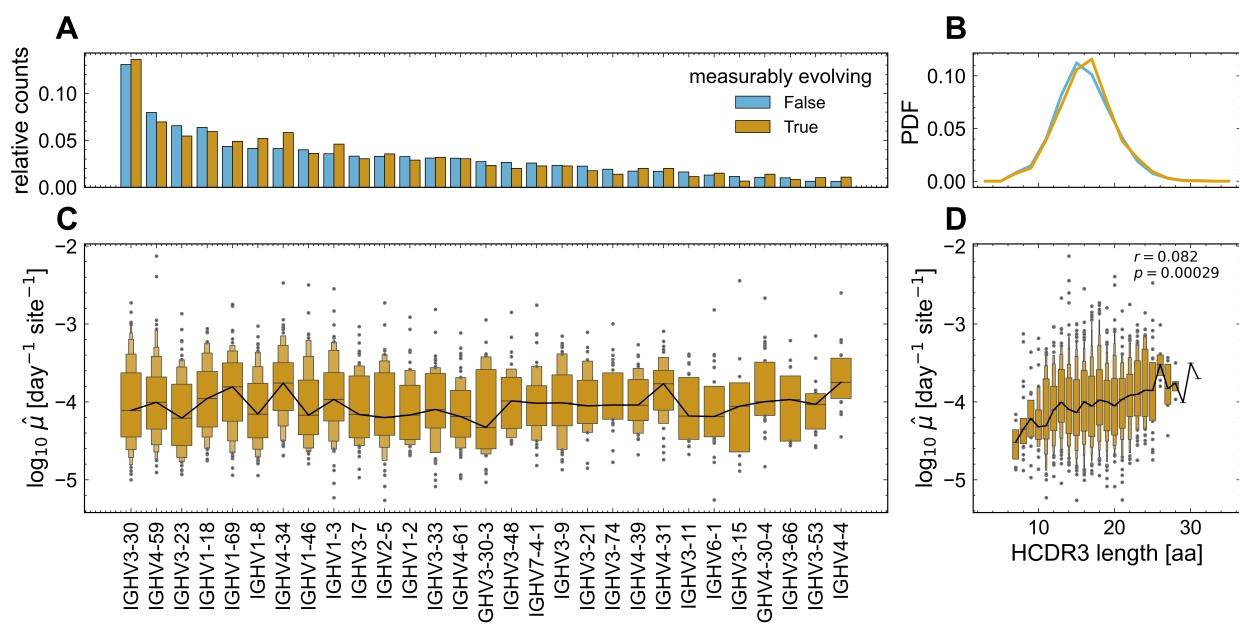 A
B
relative counts
0.10
0.05
0.00
measurably evolving
False
True
PDF
0.10
0.05
0.00
C
D
log₁₀ μ̂ [day⁻¹ site⁻¹]
−2
−3
−4
−5
IGHV3-30
IGHV4-59
IGHV3-23
IGHV1-18
IGHV1-69
IGHV1-8
IGHV4-34
IGHV1-46
IGHV1-3
IGHV3-7
IGHV2-5
IGHV1-2
IGHV3-33
IGHV4-61
GHV3-30-3
IGHV3-48
IGHV7-4-1
IGHV3-9
IGHV3-21
IGHV3-74
IGHV4-39
IGHV4-31
IGHV3-11
IGHV6-1
IGHV3-15
GHV4-30-4
IGHV3-66
IGHV3-53
IGHV4-4
log₁₀ μ̂ [day⁻¹ site⁻¹]
−2
−3
−4
−5
r = 0.082
p = 0.00029
10 20 30
HCDR3 length [aa]